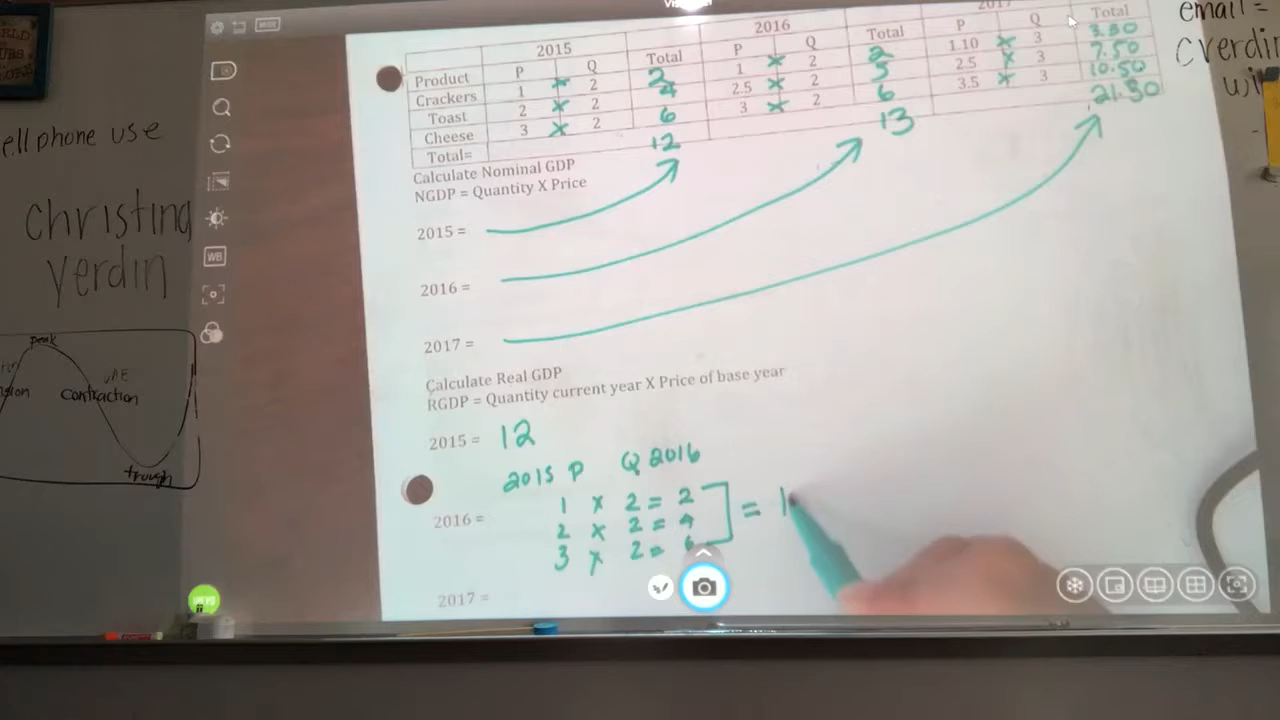 email =
cellphone use
christina
verdin
peak
contraction
trough
WB
2015 2016 2017
Product P Q Total P Q Total P Q Total
Crackers 1 x 2 2 1 x 2 2 1.10 x 3 3.30
Toast 2 x 2 4 2.5 x 2 5 2.5 x 3 7.50
Cheese 3 x 2 6 3 x 2 6 3.5 x 3 10.50
Total= 12 13 21.30
Calculate Nominal GDP
NGDP = Quantity X Price
2015 =
2016 =
2017 =
Calculate Real GDP
RGDP = Quantity current year X Price of base year
2015 = 12
2015 P Q 2016
1 x 2 = 2
2016 = 2 x 2 = 4 = 1
3 x 2 = 6
2017 =